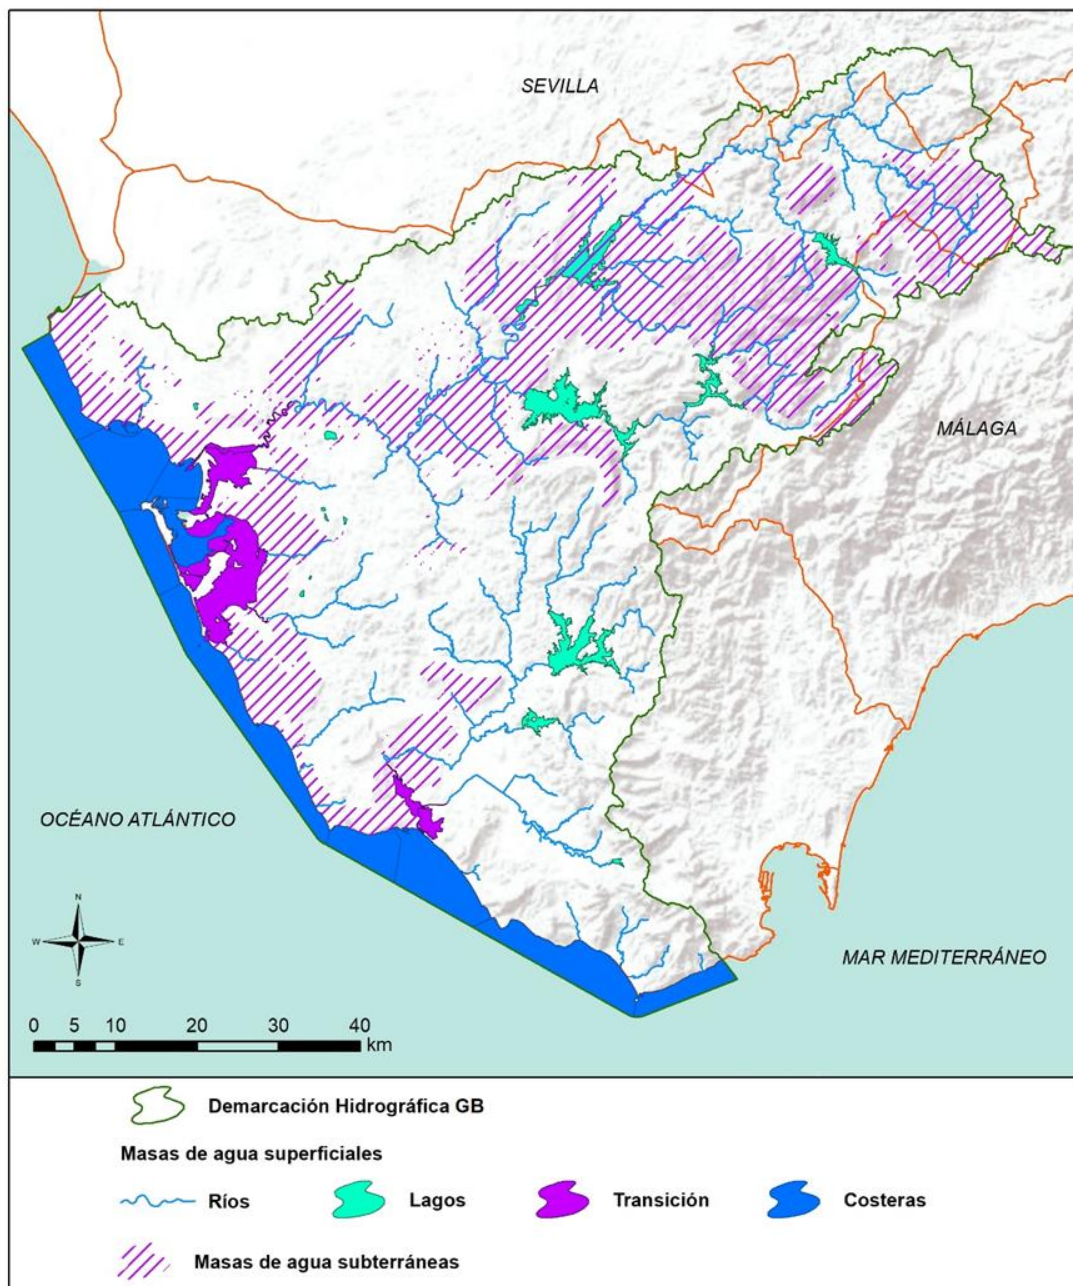 SEVILLA
MÁLAGA
OCÉANO ATLÁNTICO
N
W E
S
MAR MEDITERRÁNEO
0 5 10 20 30 40
km
Demarcación Hidrográfica GB
Masas de agua superficiales
Ríos Lagos Transición Costeras
Masas de agua subterráneas